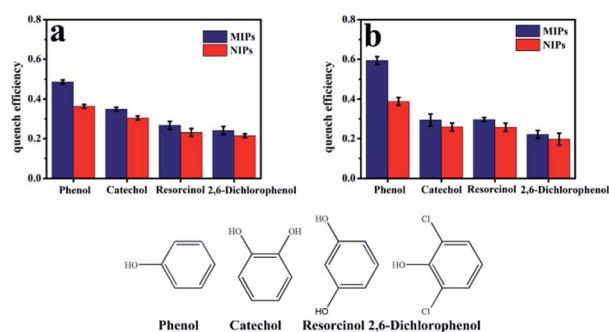 a
MIPs
NIPs
quench efficiency
0.8
0.6
0.4
0.2
0.0
Phenol Catechol Resorcinol 2,6-Dichlorophenol
b
MIPs
NIPs
quench efficiency
0.8
0.6
0.4
0.2
0.0
Phenol Catechol Resorcinol 2,6-Dichlorophenol
HO
HO OH
HO
HO
Cl
HO
Cl
Phenol Catechol Resorcinol 2,6-Dichlorophenol